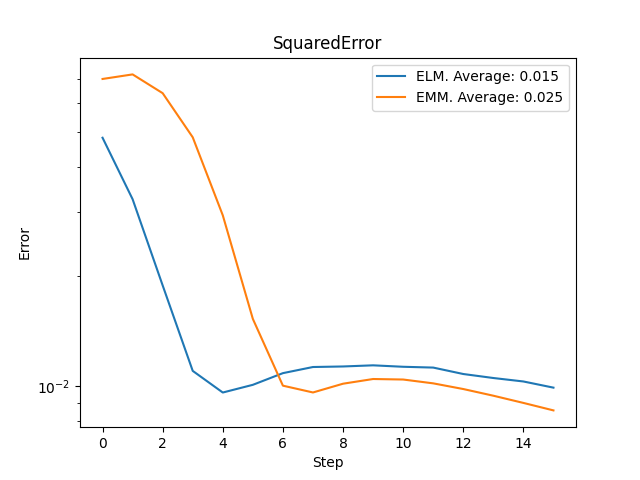 SquaredError
ELM. Average: 0.015
EMM. Average: 0.025
Error
10⁻²
0 2 4 6 8 10 12 14
Step